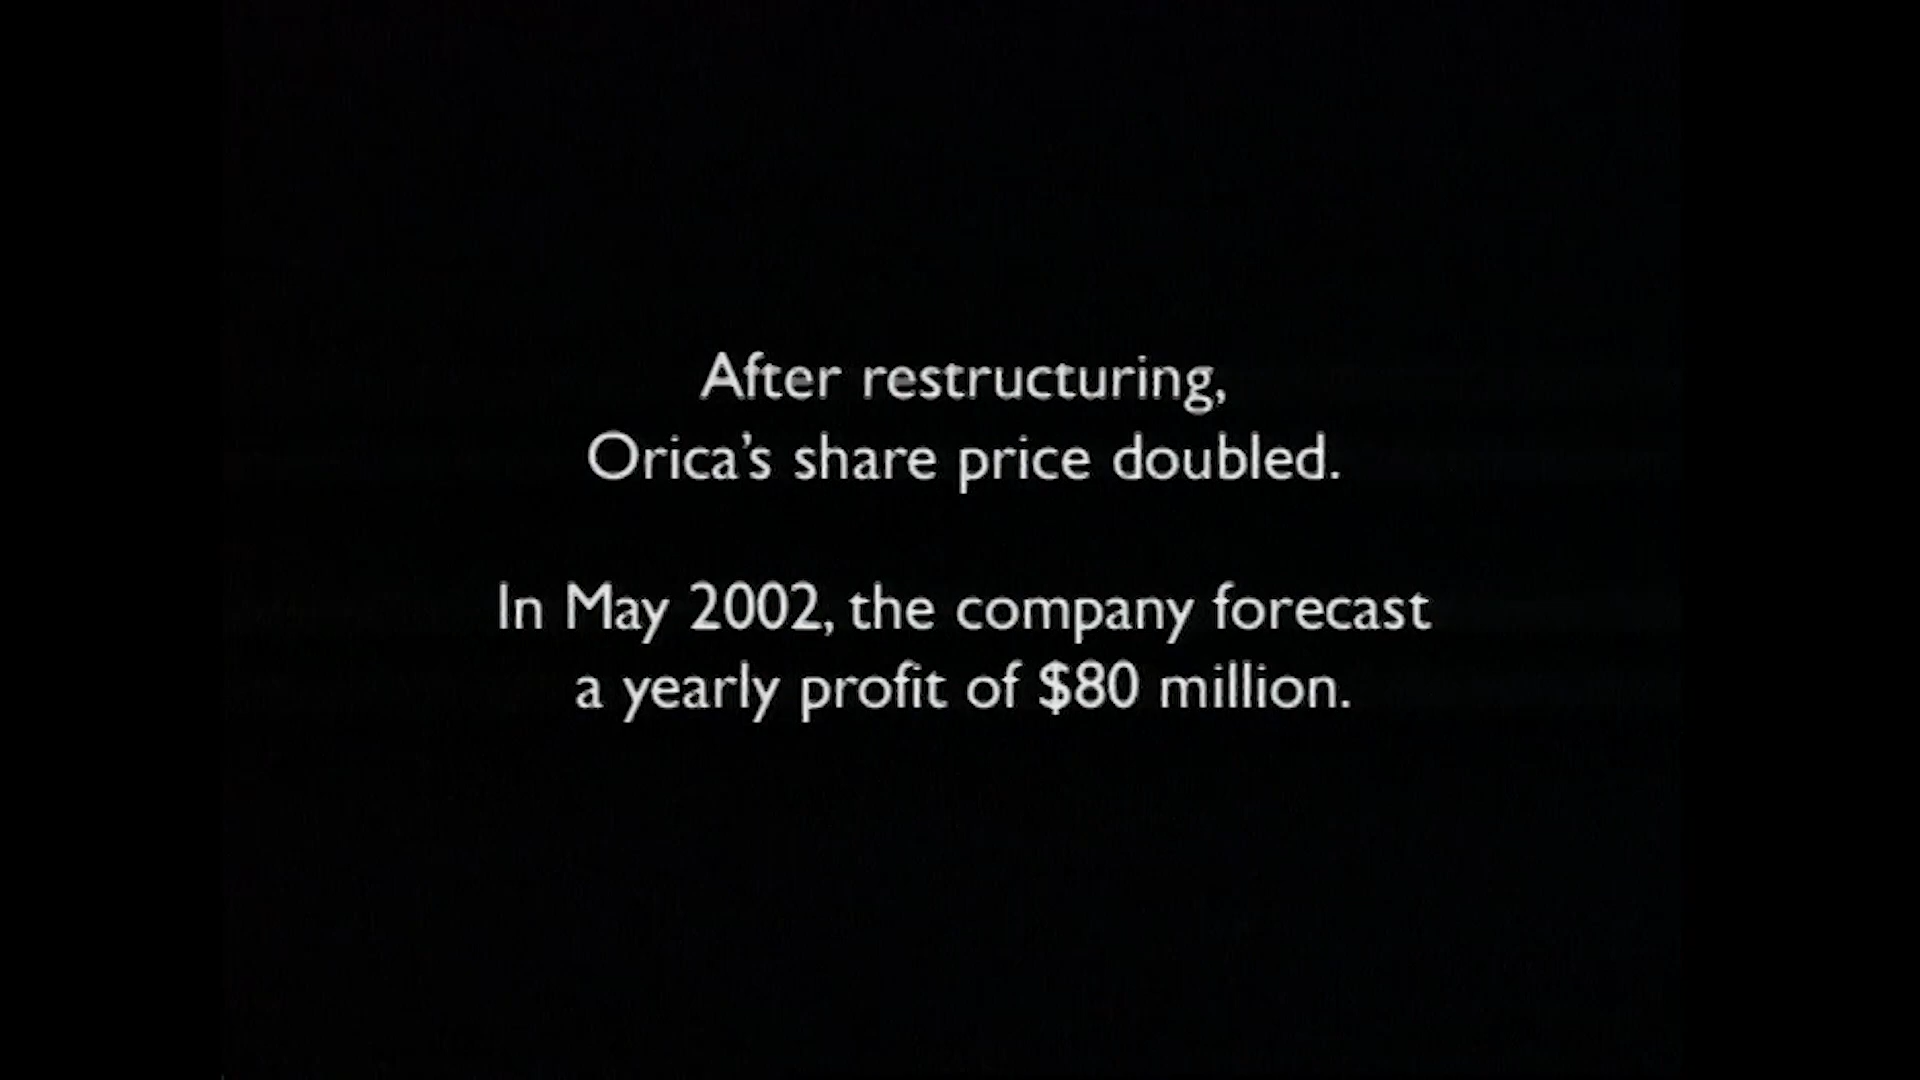 After restructuring,
Orica’s share price doubled.
In May 2002, the company forecast
a yearly profit of $80 million.